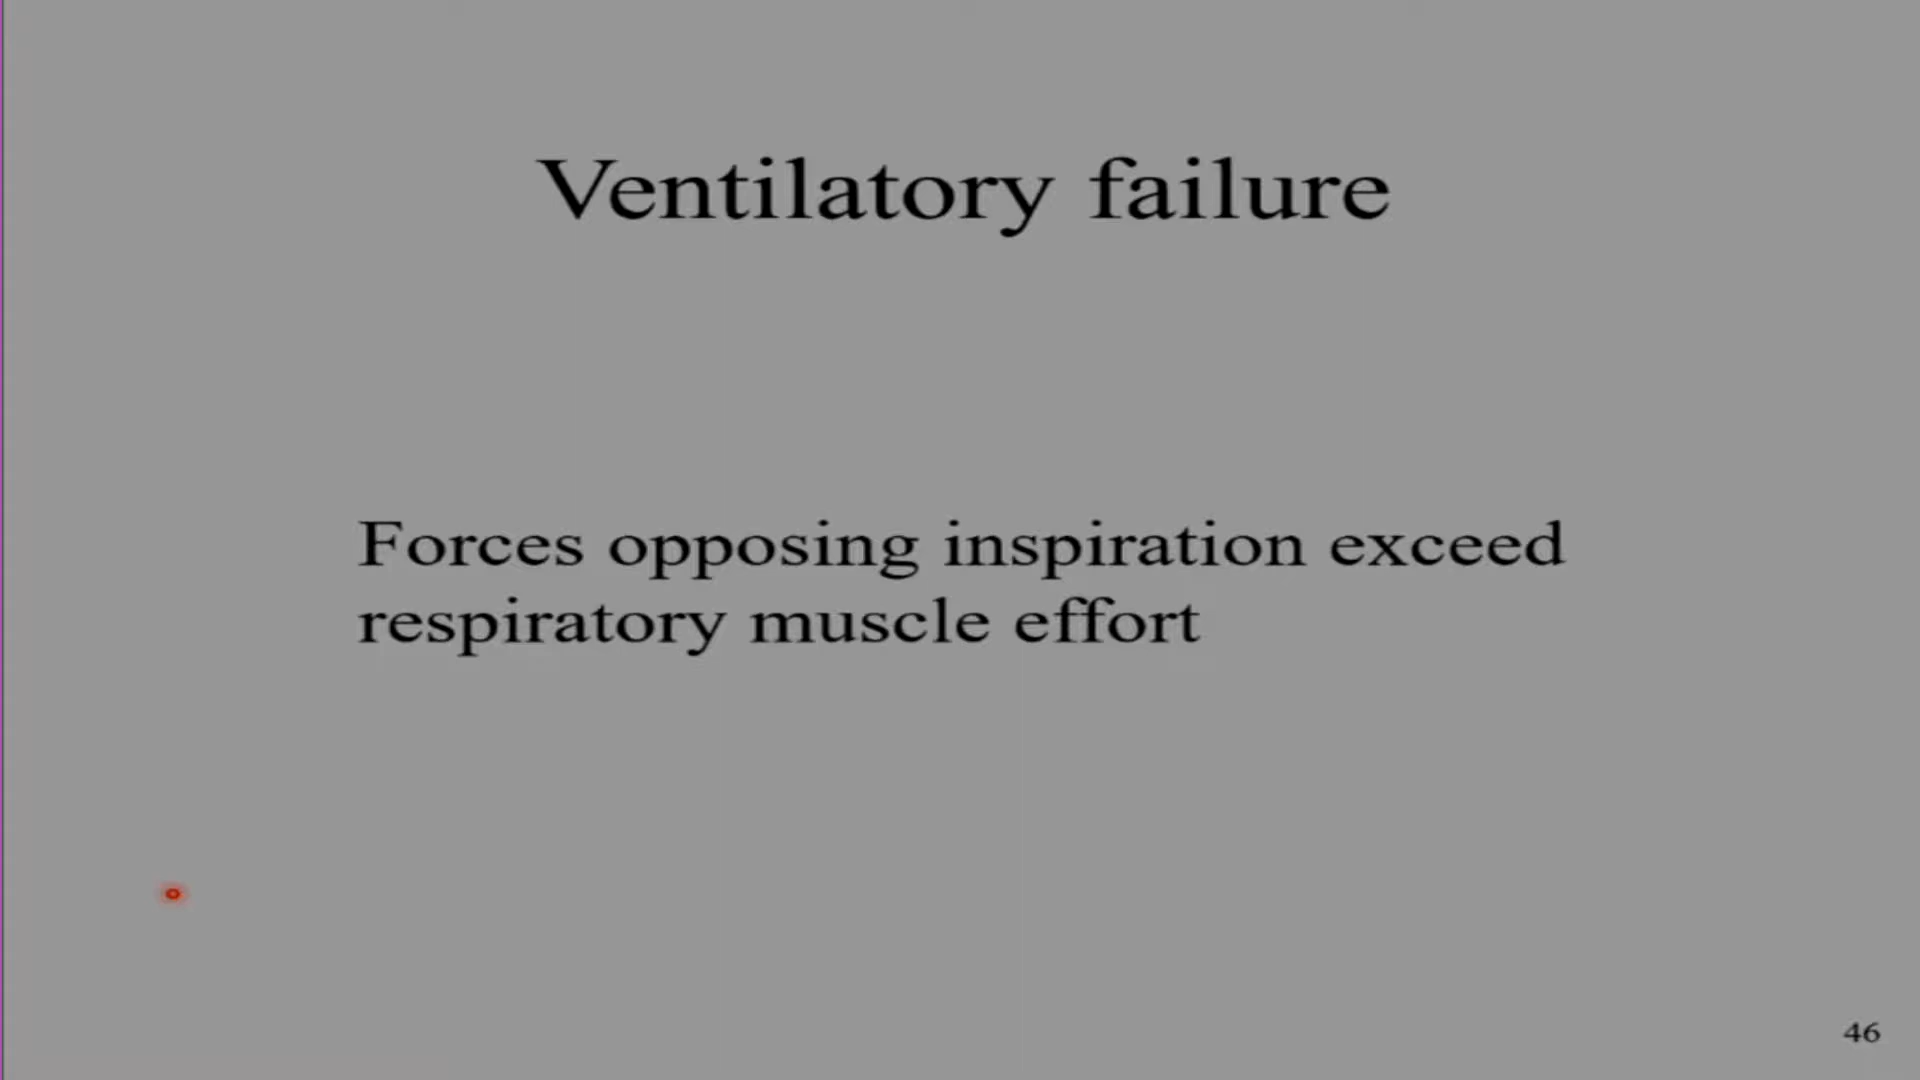 Ventilatory failure
Forces opposing inspiration exceed
respiratory muscle effort
46